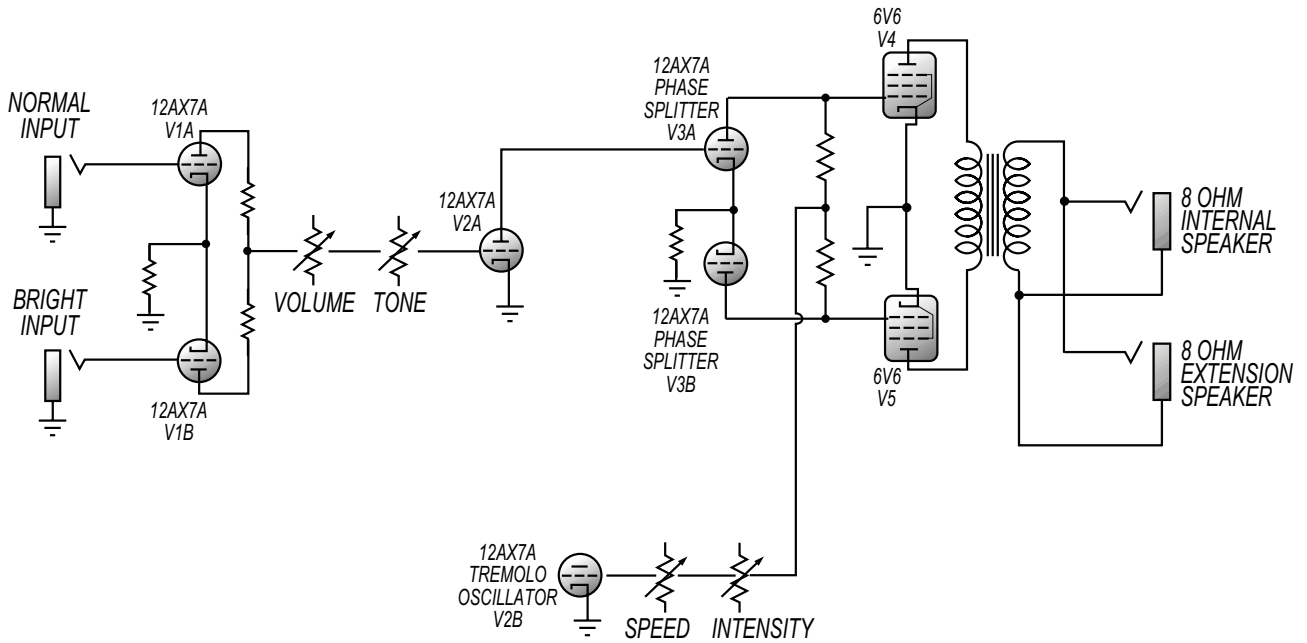 NORMAL
INPUT
12AX7A
V1A
BRIGHT
INPUT
12AX7A
V1B
VOLUME
TONE
12AX7A
V2A
12AX7A
PHASE
SPLITTER
V3A
12AX7A
PHASE
SPLITTER
V3B
6V6
V4
6V6
V5
8 OHM
INTERNAL
SPEAKER
8 OHM
EXTENSION
SPEAKER
12AX7A
TREMOLO
OSCILLATOR
V2B
SPEED
INTENSITY